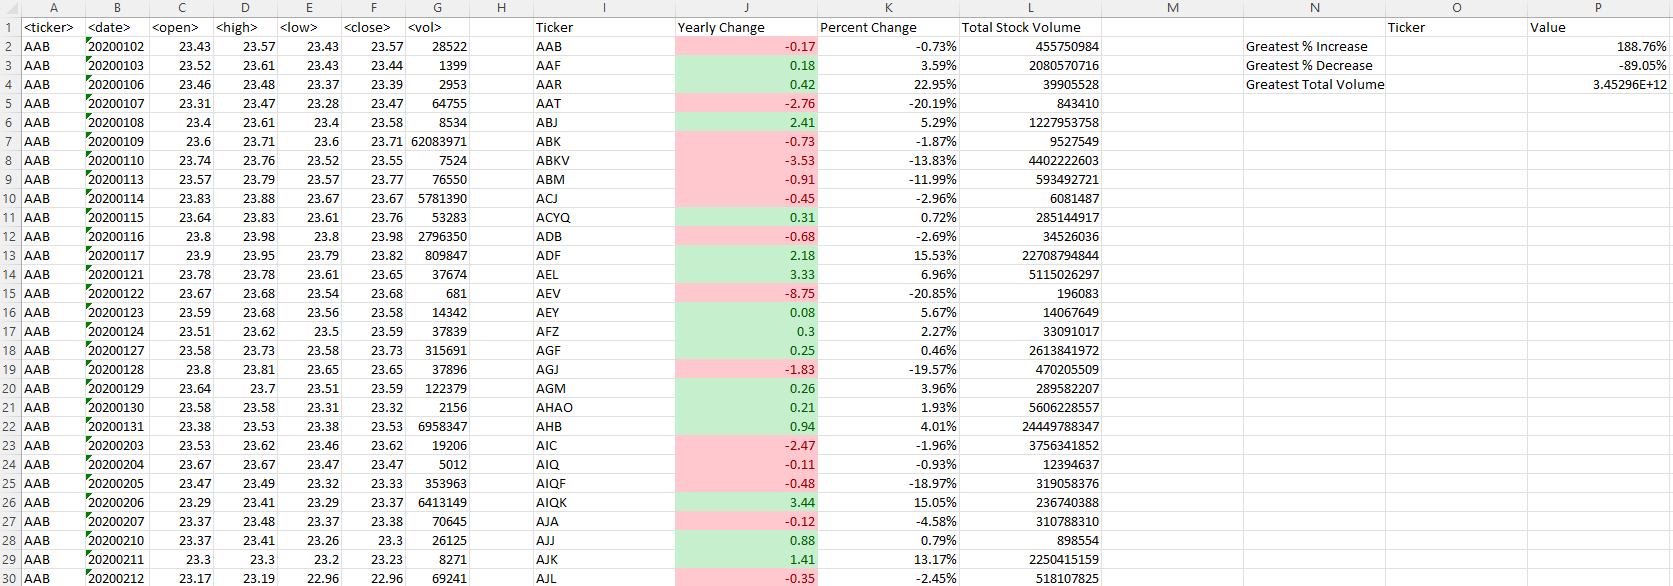 A B C D E F G H I J K L M N O P
1 <ticker> <date> <open> <high> <low> <close> <vol> Ticker Yearly Change Percent Change Total Stock Volume Ticker Value
2 AAB 20200102 23.43 23.57 23.43 23.57 28522 AAB -0.17 -0.73% 455750984 Greatest % Increase 188.76%
3 AAB 20200103 23.52 23.61 23.43 23.44 1399 AAF 0.18 3.59% 2080570716 Greatest % Decrease -89.05%
4 AAB 20200106 23.46 23.48 23.37 23.39 2953 AAR 0.42 22.95% 39905528 Greatest Total Volume 3.45296E+12
5 AAB 20200107 23.31 23.47 23.28 23.47 64755 AAT -2.76 -20.19% 843410
6 AAB 20200108 23.4 23.61 23.4 23.58 8534 ABJ 2.41 5.29% 1227953758
7 AAB 20200109 23.6 23.71 23.6 23.71 62083971 ABK -0.73 -1.87% 9527549
8 AAB 20200110 23.74 23.76 23.52 23.55 7524 ABKV -3.53 -13.83% 4402222603
9 AAB 20200113 23.57 23.79 23.57 23.77 76550 ABM -0.91 -11.99% 593492721
10 AAB 20200114 23.83 23.88 23.67 23.67 5781390 ACJ -0.45 -2.96% 6081487
11 AAB 20200115 23.64 23.83 23.61 23.76 53283 ACYQ 0.31 0.72% 285144917
12 AAB 20200116 23.8 23.98 23.8 23.98 2796350 ADB -0.68 -2.69% 34526036
13 AAB 20200117 23.9 23.95 23.79 23.82 809847 ADF 2.18 15.53% 22708794844
14 AAB 20200121 23.78 23.78 23.61 23.65 37674 AEL 3.33 6.96% 5115026297
15 AAB 20200122 23.67 23.68 23.54 23.68 681 AEV -8.75 -20.85% 196083
16 AAB 20200123 23.59 23.68 23.56 23.58 14342 AEY 0.08 5.67% 14067649
17 AAB 20200124 23.51 23.62 23.5 23.59 37839 AFZ 0.3 2.27% 33091017
18 AAB 20200127 23.58 23.73 23.58 23.73 315691 AGF 0.25 0.46% 2613841972
19 AAB 20200128 23.8 23.81 23.65 23.65 37896 AGJ -1.83 -19.57% 470205509
20 AAB 20200129 23.64 23.7 23.51 23.59 122379 AGM 0.26 3.96% 289582207
21 AAB 20200130 23.58 23.58 23.31 23.32 2156 AHAO 0.21 1.93% 5606228557
22 AAB 20200131 23.38 23.53 23.38 23.53 6958347 AHB 0.94 4.01% 24449788347
23 AAB 20200203 23.53 23.62 23.46 23.62 19206 AIC -2.47 -1.96% 3756341852
24 AAB 20200204 23.67 23.67 23.47 23.47 5012 AIQ -0.11 -0.93% 12394637
25 AAB 20200205 23.47 23.49 23.32 23.33 353963 AIQF -0.48 -18.97% 319058376
26 AAB 20200206 23.29 23.41 23.29 23.37 6413149 AIQK 3.44 15.05% 236740388
27 AAB 20200207 23.37 23.48 23.37 23.38 70645 AJA -0.12 -4.58% 310788310
28 AAB 20200210 23.37 23.41 23.26 23.3 26125 AJJ 0.88 0.79% 898554
29 AAB 20200211 23.3 23.3 23.2 23.23 8271 AJK 1.41 13.17% 2250415159
30 AAB 20200212 23.17 23.19 22.96 22.96 69241 AJL -0.35 -2.45% 518107825